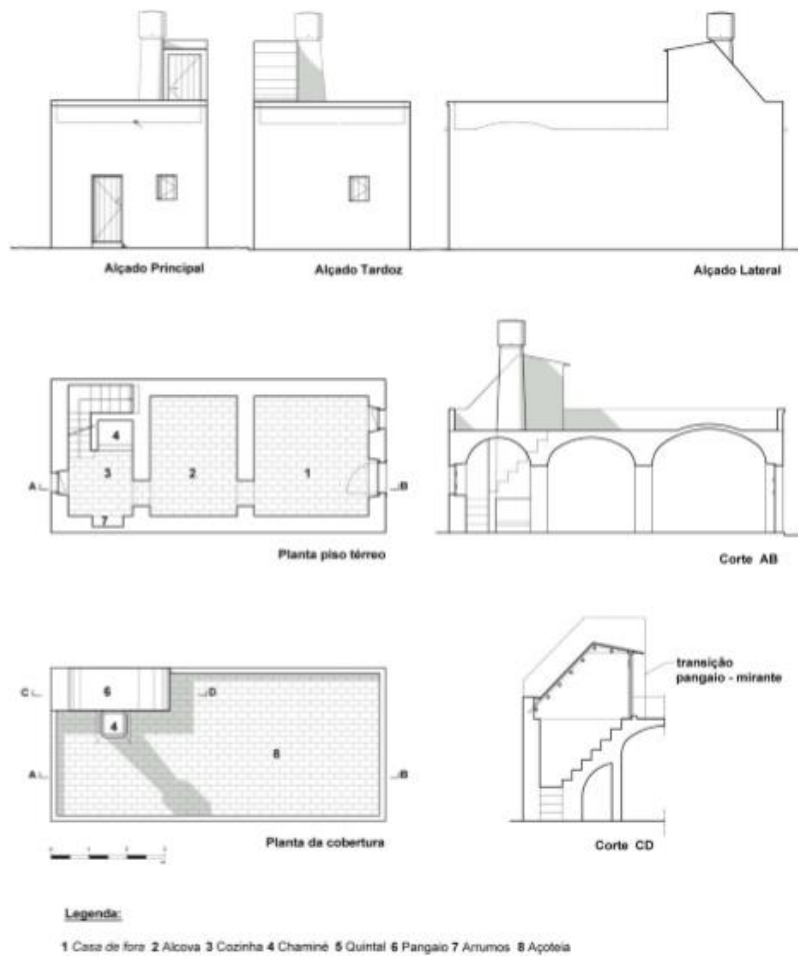 Alçado Principal
Alçado Tardoz
Alçado Lateral
4
3
2
1
7
A
B
Planta piso térreo
Corte AB
C
6
D
4
8
A
B
Planta da cobertura
transição
pangaio - mirante
Corte CD
Legenda:
1 Casa de fora 2 Alcova 3 Cozinha 4 Chaminé 5 Quintal 6 Pangaio 7 Arrumos 8 Açoteia